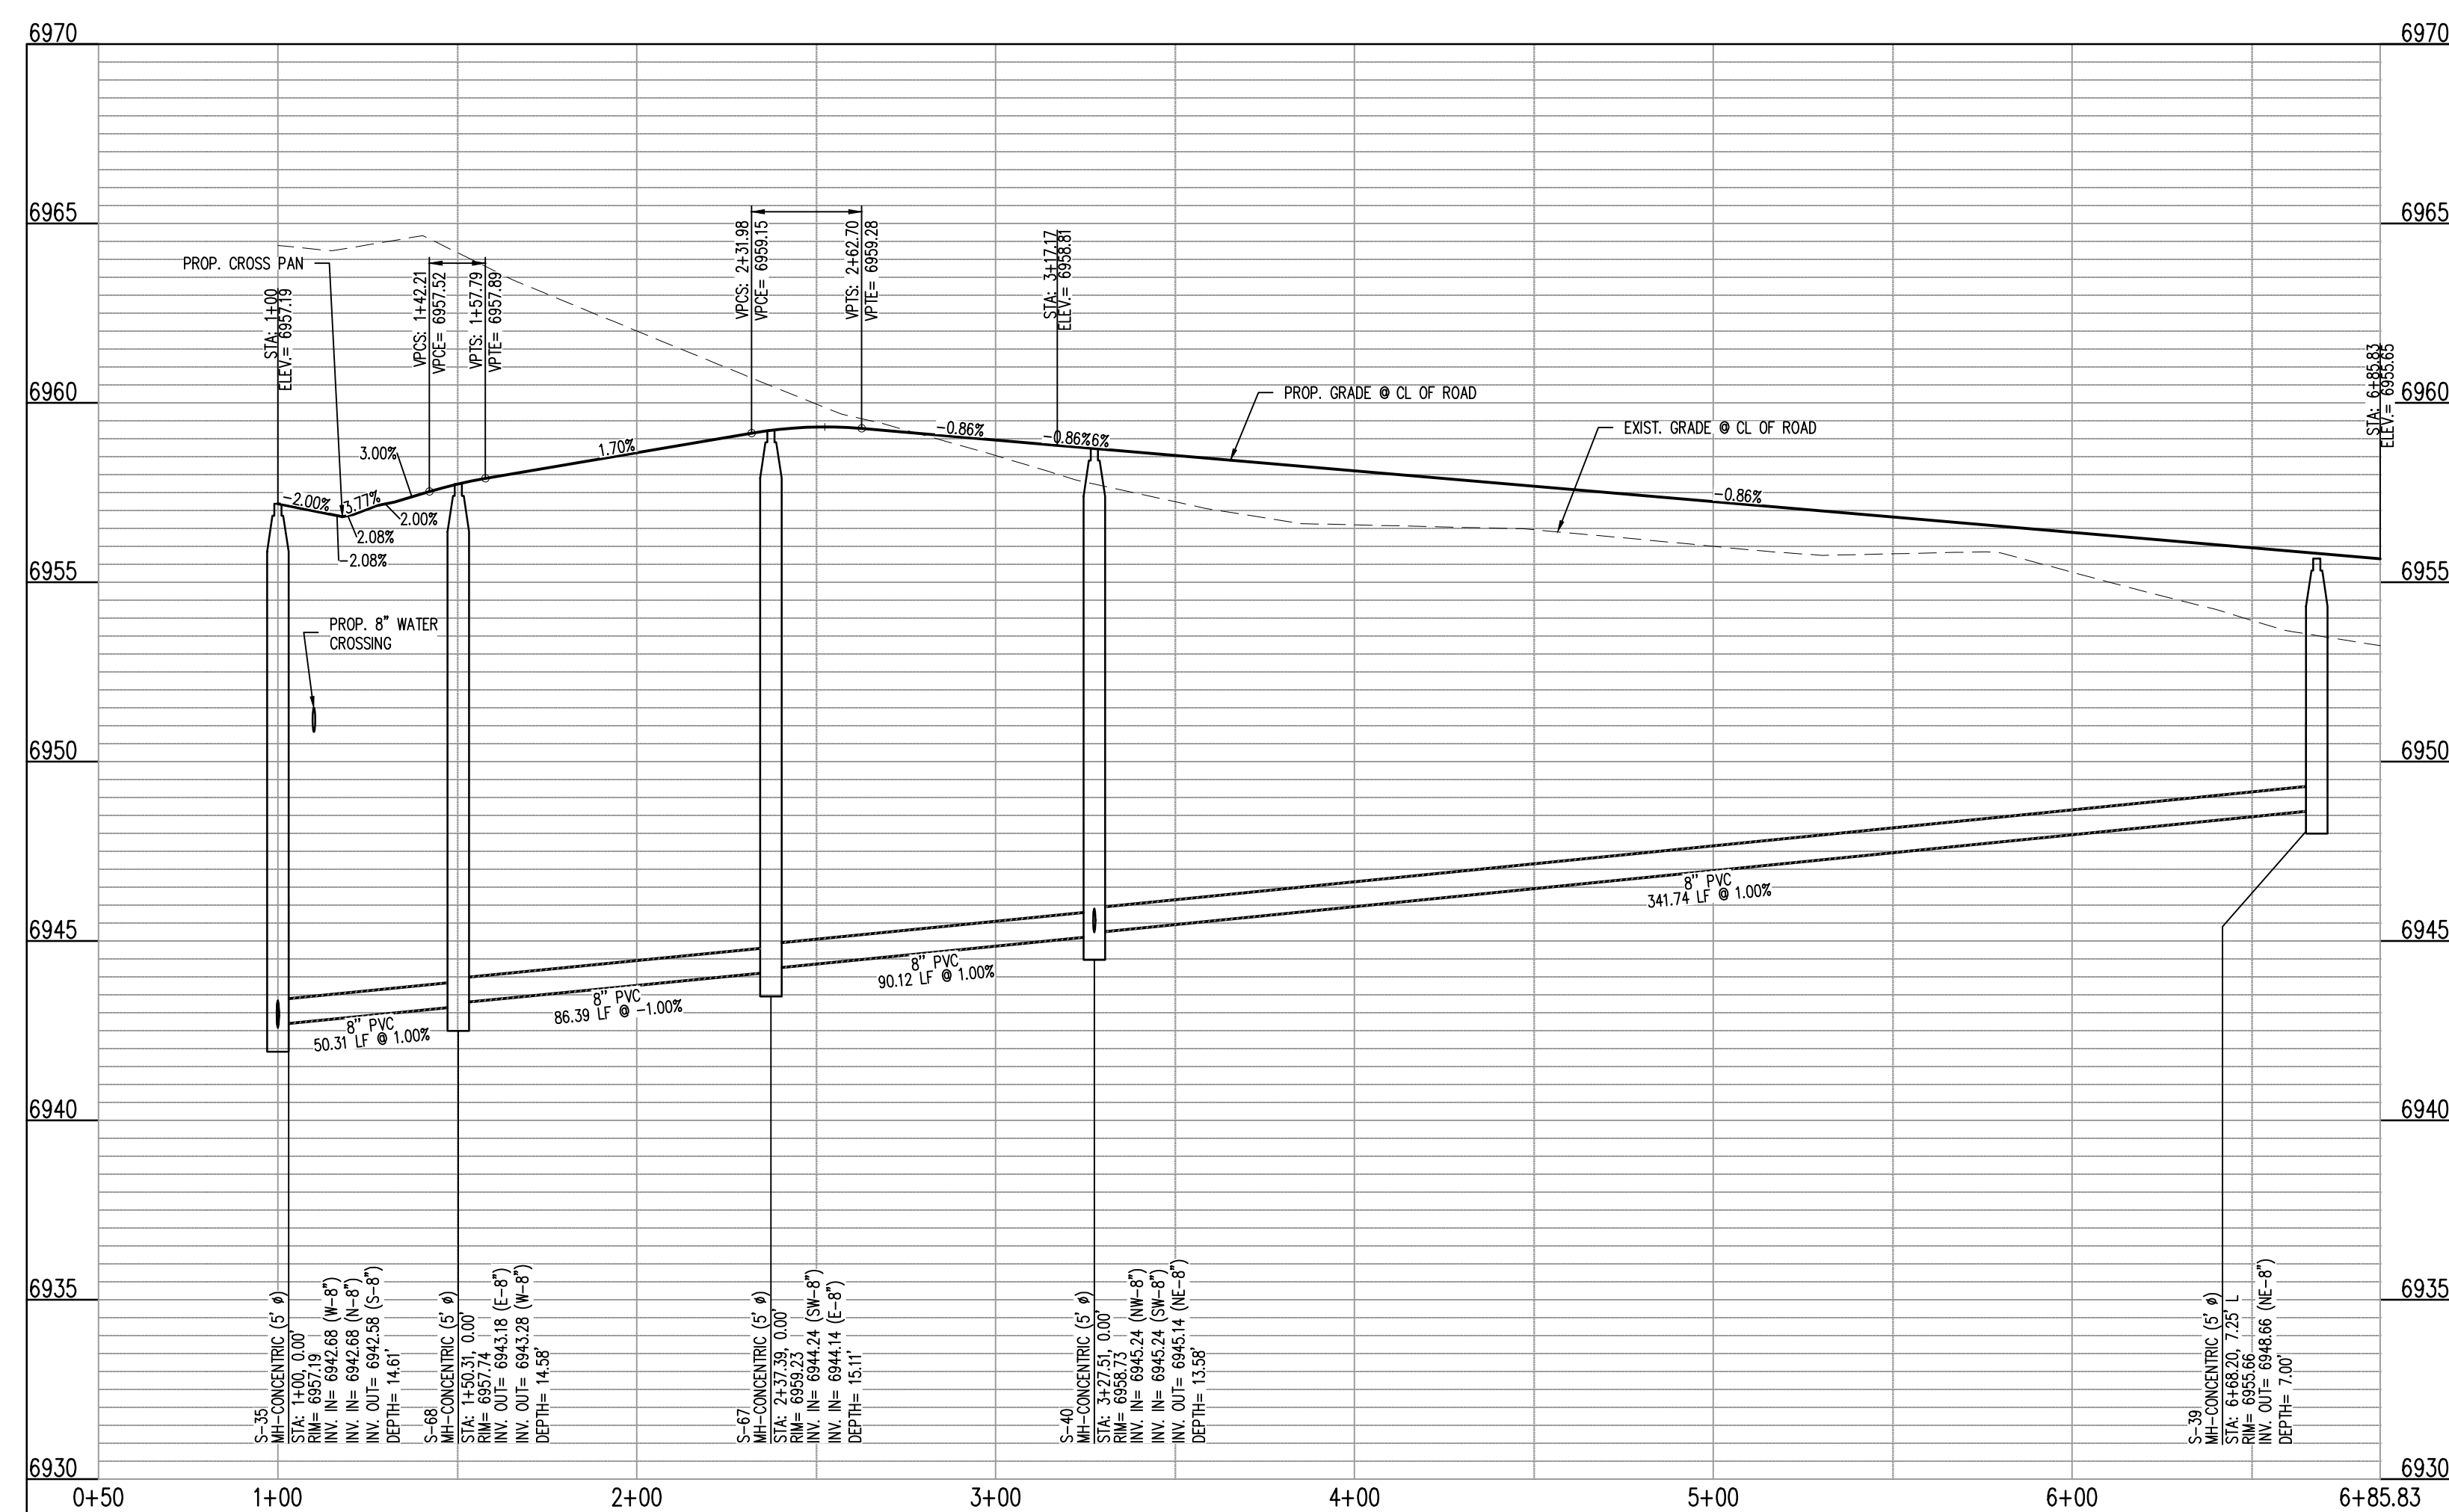 6970
6970
6965
6965
6960
6960
6955
6955
6950
6950
6945
6945
6940
6940
6935
6935
6930
6930
PROP. CROSS PAN
STA: 1+00
ELEV.= 6957.19
VPCS: 1+42.21
VPCE= 6957.52
VPTS: 1+57.79
VPTE= 6957.89
VPCS: 2+31.98
VPCE= 6959.15
VPTS: 2+62.70
VPTE= 6959.28
STA: 3+17.17
ELEV.= 6958.81
STA: 6+85.83
ELEV.= 6955.65
PROP. GRADE @ CL OF ROAD
EXIST. GRADE @ CL OF ROAD
-2.00%
3.77%
3.00%
2.00%
2.08%
-2.08%
1.70%
-0.86%
-0.86%6%
-0.86%
PROP. 8" WATER
CROSSING
8" PVC
50.31 LF @ 1.00%
8" PVC
86.39 LF @ -1.00%
8" PVC
90.12 LF @ 1.00%
8" PVC
341.74 LF @ 1.00%
S-35
MH-CONCENTRIC (5' ø)
STA: 1+00, 0.00'
RIM= 6957.19
INV. IN= 6942.68 (W-8")
INV. IN= 6942.68 (N-8")
INV. OUT= 6942.58 (S-8")
DEPTH= 14.61'
S-68
MH-CONCENTRIC (5' ø)
STA: 1+50.31, 0.00'
RIM= 6957.74
INV. OUT= 6943.18 (E-8")
INV. OUT= 6943.28 (W-8")
DEPTH= 14.58'
S-67
MH-CONCENTRIC (5' ø)
STA: 2+37.39, 0.00'
RIM= 6959.23
INV. IN= 6944.24 (SW-8")
INV. IN= 6944.14 (E-8")
DEPTH= 15.11'
S-40
MH-CONCENTRIC (5' ø)
STA: 3+27.51, 0.00'
RIM= 6958.73
INV. IN= 6945.24 (NW-8")
INV. IN= 6945.24 (SW-8")
INV. OUT= 6945.14 (NE-8")
DEPTH= 13.58'
S-39
MH-CONCENTRIC (5' ø)
STA: 6+68.20, 7.25' L
RIM= 6955.66
INV. OUT= 6948.66 (NE-8")
DEPTH= 7.00'
0+50
1+00
2+00
3+00
4+00
5+00
6+00
6+85.83